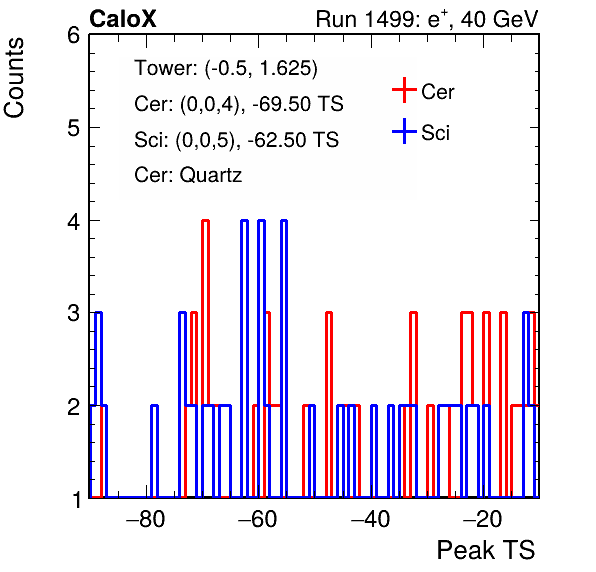 CaloX Run 1499: e⁺, 40 GeV
Counts
6
Tower: (-0.5, 1.625)
Cer: (0,0,4), -69.50 TS
Sci: (0,0,5), -62.50 TS
Cer: Quartz
Cer
Sci
5
4
3
2
1
−80 −60 −40 −20
Peak TS